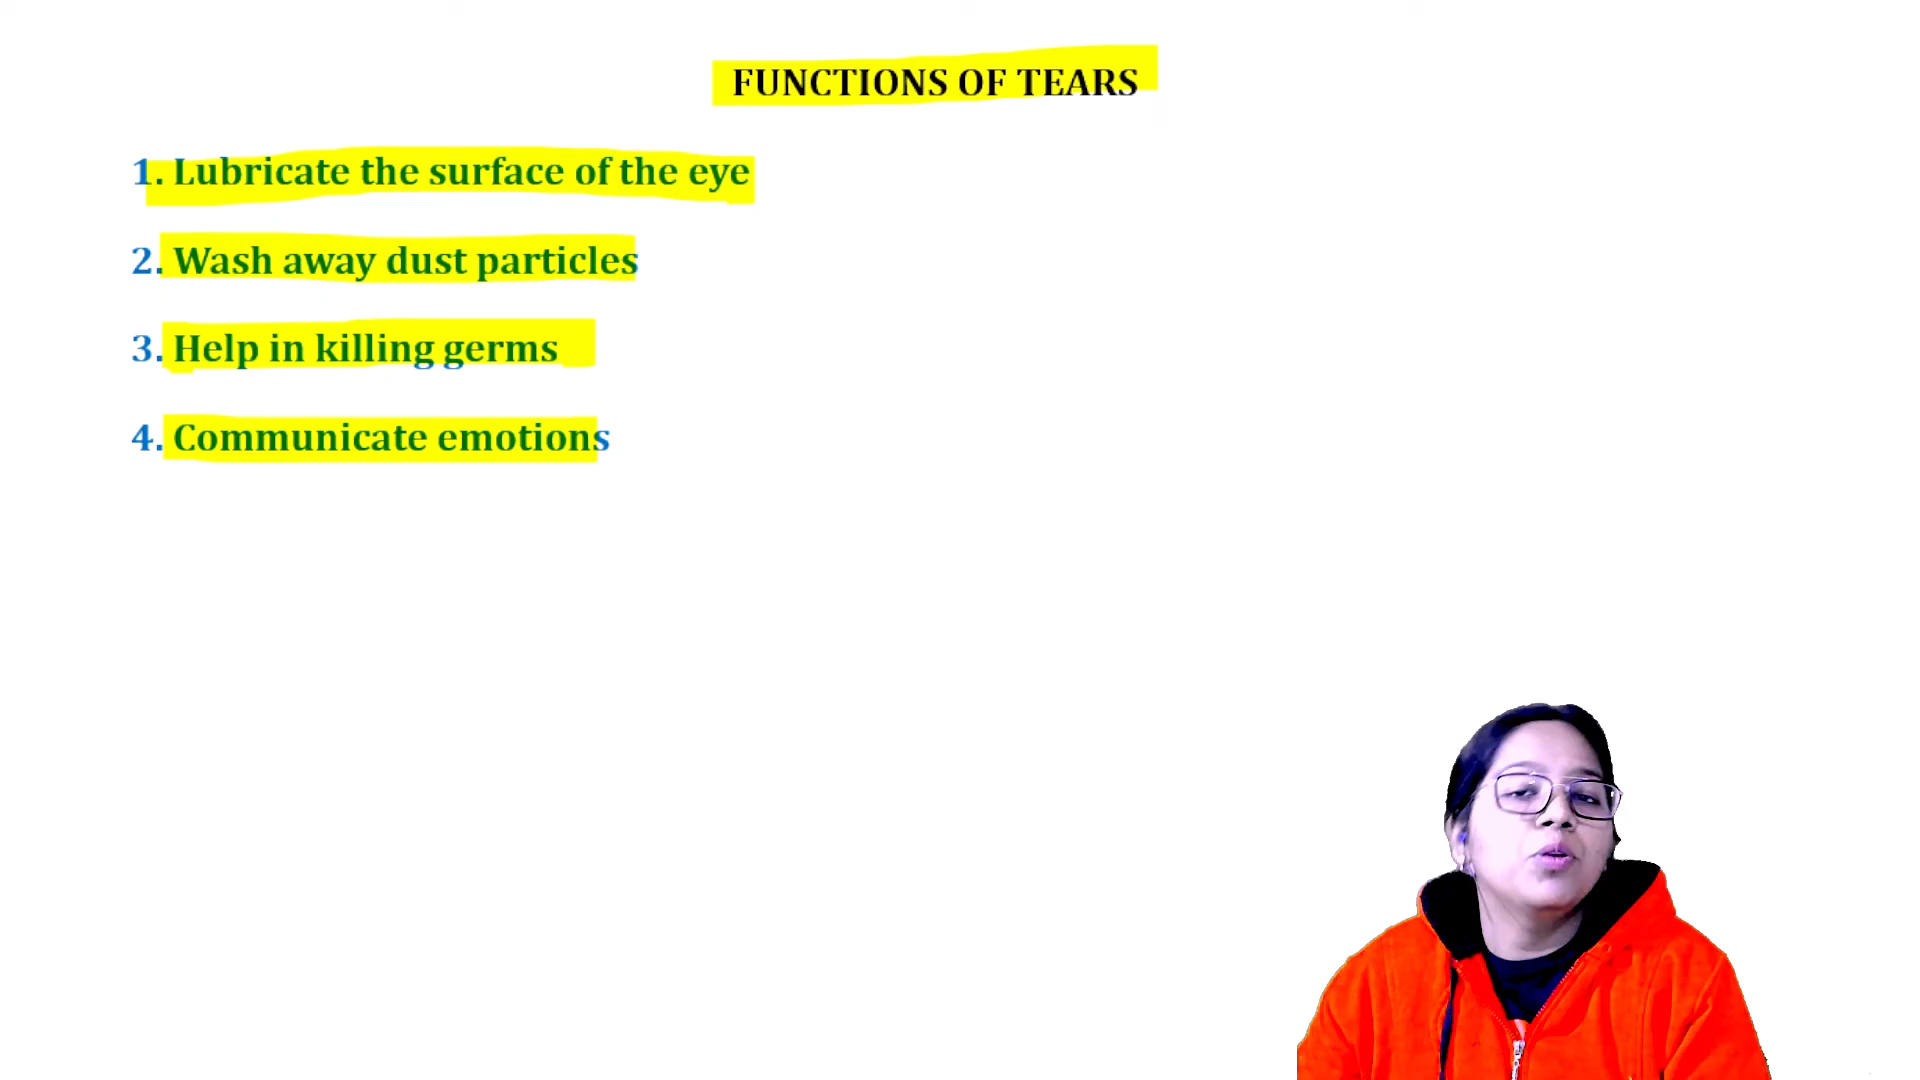 FUNCTIONS OF TEARS
1. Lubricate the surface of the eye
2. Wash away dust particles
3. Help in killing germs
4. Communicate emotions